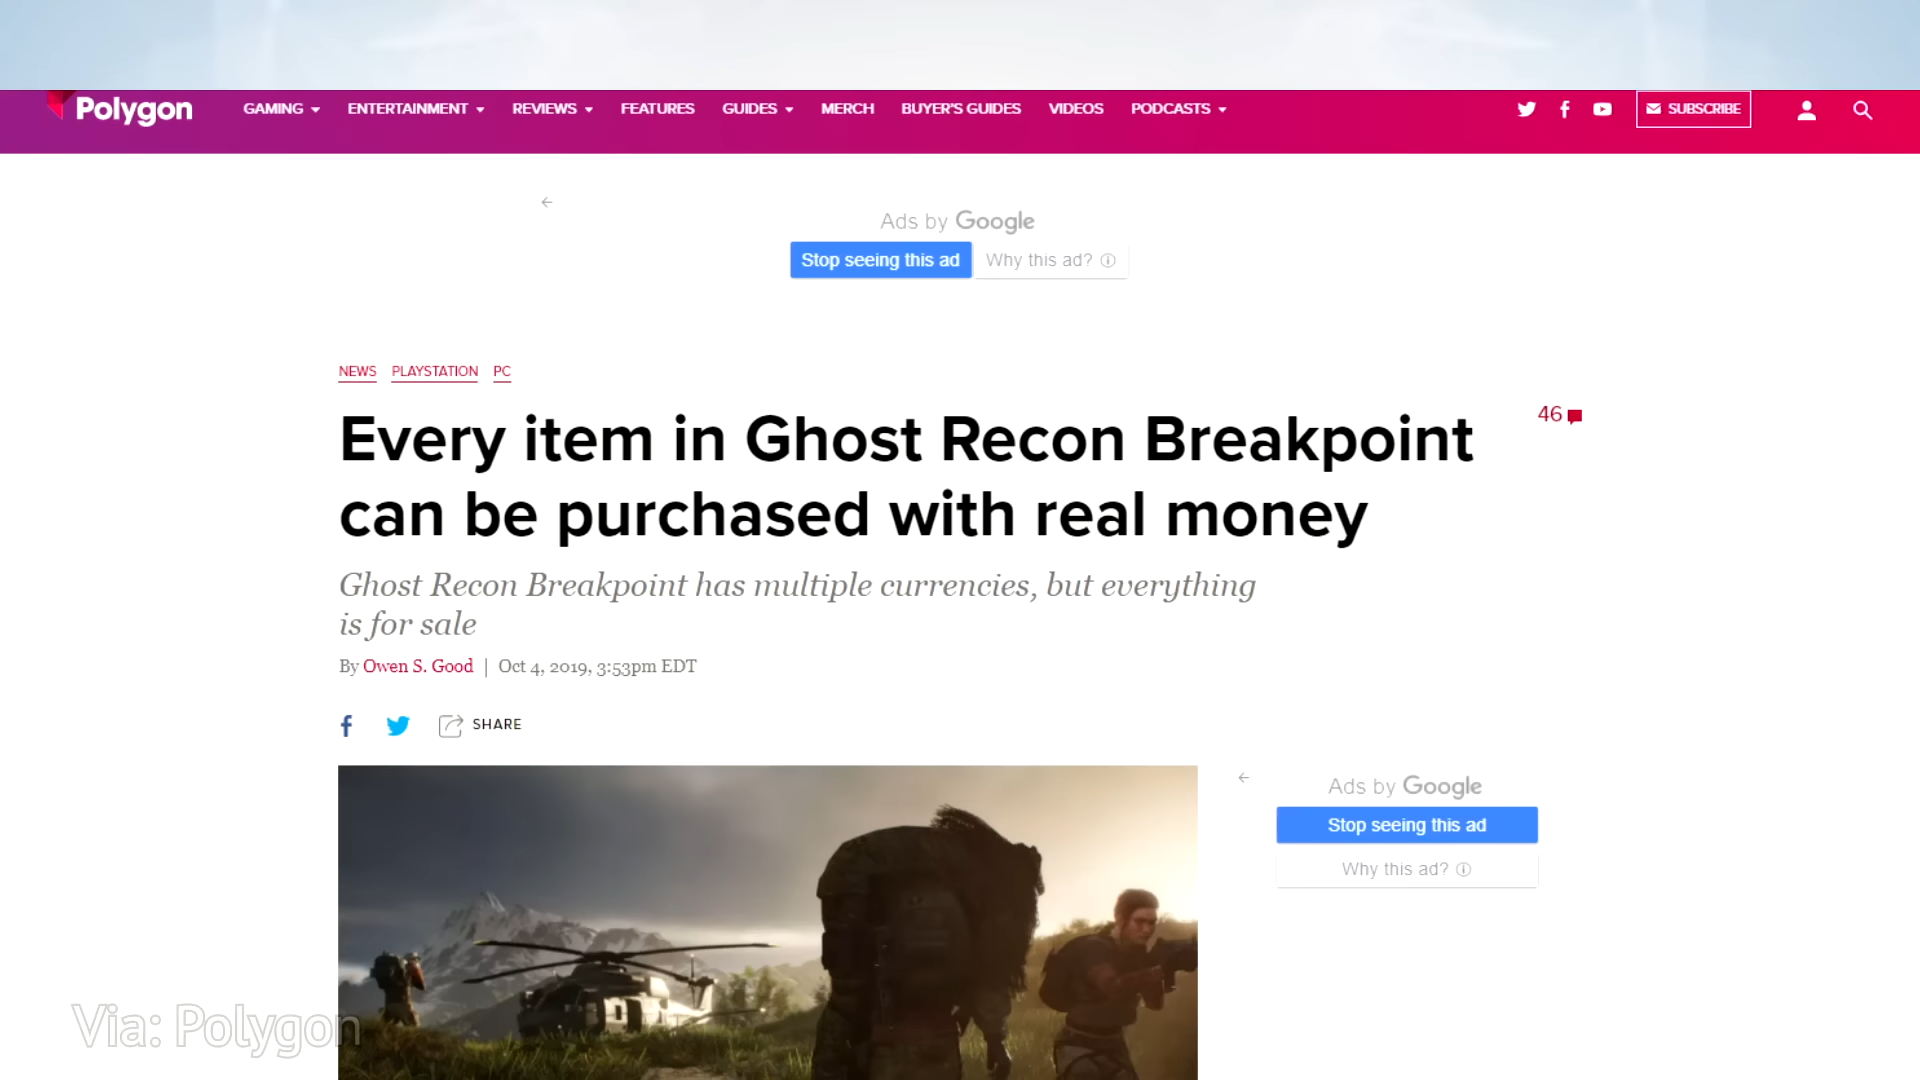 Polygon
GAMING ENTERTAINMENT REVIEWS FEATURES GUIDES MERCH BUYER'S GUIDES VIDEOS PODCASTS SUBSCRIBE
Ads by Google
Stop seeing this ad Why this ad?
NEWS PLAYSTATION PC
Every item in Ghost Recon Breakpoint
can be purchased with real money
46
Ghost Recon Breakpoint has multiple currencies, but everything
is for sale
By Owen S. Good | Oct 4, 2019, 3:53pm EDT
SHARE
Ads by Google
Stop seeing this ad
Why this ad?
Via: Polygon